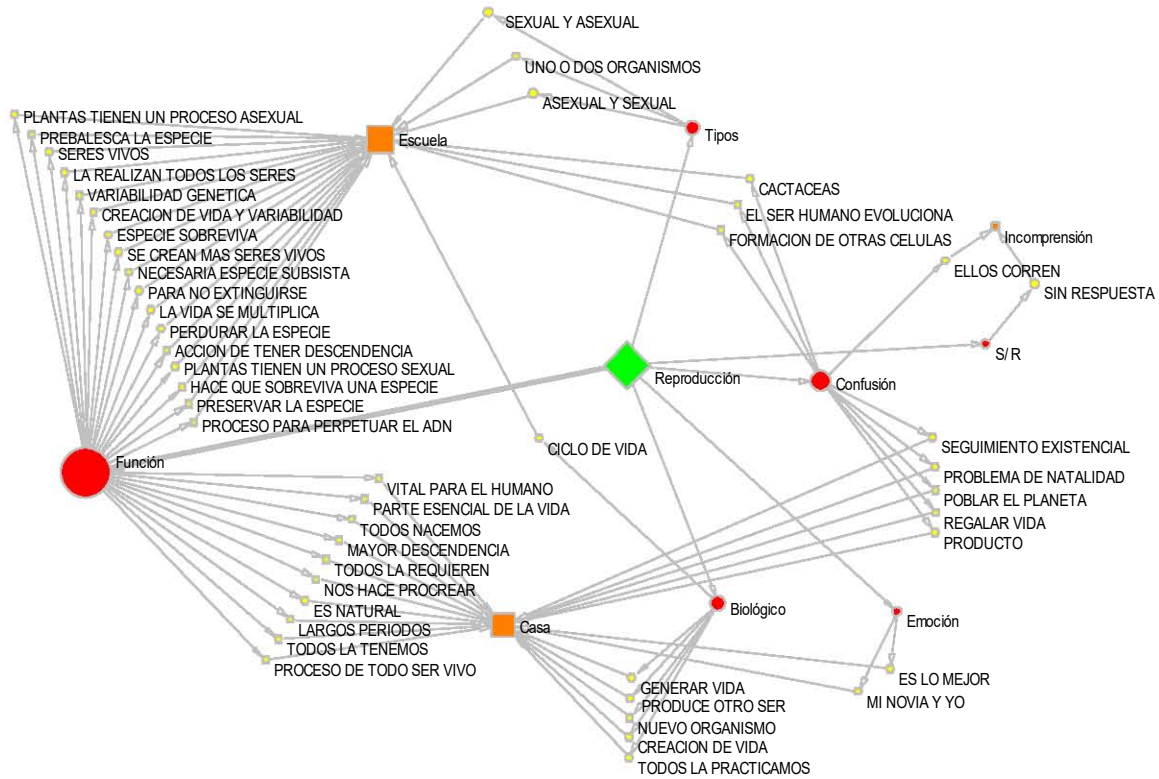 SEXUAL Y ASEXUAL
UNO O DOS ORGANISMOS
ASEXUAL Y SEXUAL
Tipos
Escuela
PLANTAS TIENEN UN PROCESO ASEXUAL
PREBALESCA LA ESPECIE
SERES VIVOS
LA REALIZAN TODOS LOS SERES
VARIABILIDAD GENETICA
CREACION DE VIDA Y VARIABILIDAD
ESPECIE SOBREVIVA
SE CREAN MAS SERES VIVOS
NECESARIA ESPECIE SUBSISTA
PARA NO EXTINGUIRSE
LA VIDA SE MULTIPLICA
PERDURAR LA ESPECIE
ACCION DE TENER DESCENDENCIA
PLANTAS TIENEN UN PROCESO SEXUAL
HACE QUE SOBREVIVA UNA ESPECIE
PRESERVAR LA ESPECIE
PROCESO PARA PERPETUAR EL ADN
CACTACEAS
EL SER HUMANO EVOLUCIONA
FORMACION DE OTRAS CELULAS
Incomprensión
ELLOS CORREN
SIN RESPUESTA
S/ R
Reproducción
Confusión
CICLO DE VIDA
Función
SEGUIMIENTO EXISTENCIAL
PROBLEMA DE NATALIDAD
POBLAR EL PLANETA
REGALAR VIDA
PRODUCTO
VITAL PARA EL HUMANO
PARTE ESENCIAL DE LA VIDA
TODOS NACEMOS
MAYOR DESCENDENCIA
TODOS LA REQUIEREN
NOS HACE PROCREAR
ES NATURAL
LARGOS PERIODOS
TODOS LA TENEMOS
PROCESO DE TODO SER VIVO
Casa
Biológico
Emoción
ES LO MEJOR
MI NOVIA Y YO
GENERAR VIDA
PRODUCE OTRO SER
NUEVO ORGANISMO
CREACION DE VIDA
TODOS LA PRACTICAMOS